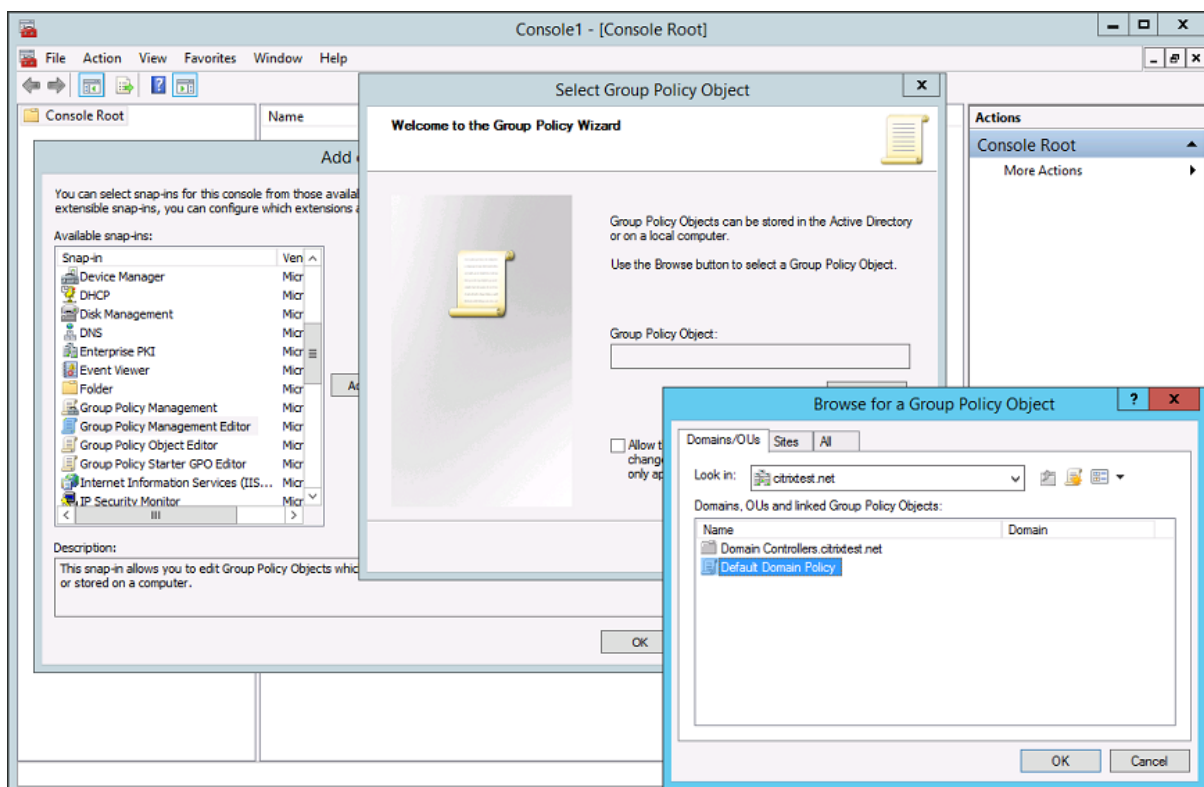 Console1 - [Console Root]
File Action View Favorites Window Help
Console Root
Name
Actions
Console Root
More Actions
Add
You can select snap-ins for this console from those
extensible snap-ins, you can configure which extensions
Available snap-ins:
Snap-in
Device Manager
DHCP
Disk Management
DNS
Enterprise PKI
Event Viewer
Folder
Group Policy Management
Group Policy Management Editor
Group Policy Object Editor
Group Policy Starter GPO Editor
Internet Information Services (IIS...
IP Security Monitor
Ven
Micr
Micr
Micr
Micr
Micr
Micr
Micr
Micr
Micr
Micr
Micr
Micr
Micr
Description:
This snap-in allows you to edit Group Policy Objects
or stored on a computer.
OK
Select Group Policy Object
Welcome to the Group Policy Wizard
Group Policy Objects can be stored in the Active Directory
or on a local computer.
Use the Browse button to select a Group Policy Object.
Group Policy Object:
Allow
only
Browse for a Group Policy Object
Domains/OUs Sites All
Look in: citrixtest.net
Domains, OUs and linked Group Policy Objects:
Name Domain
Domain Controllers.citrixtest.net
Default Domain Policy
OK Cancel